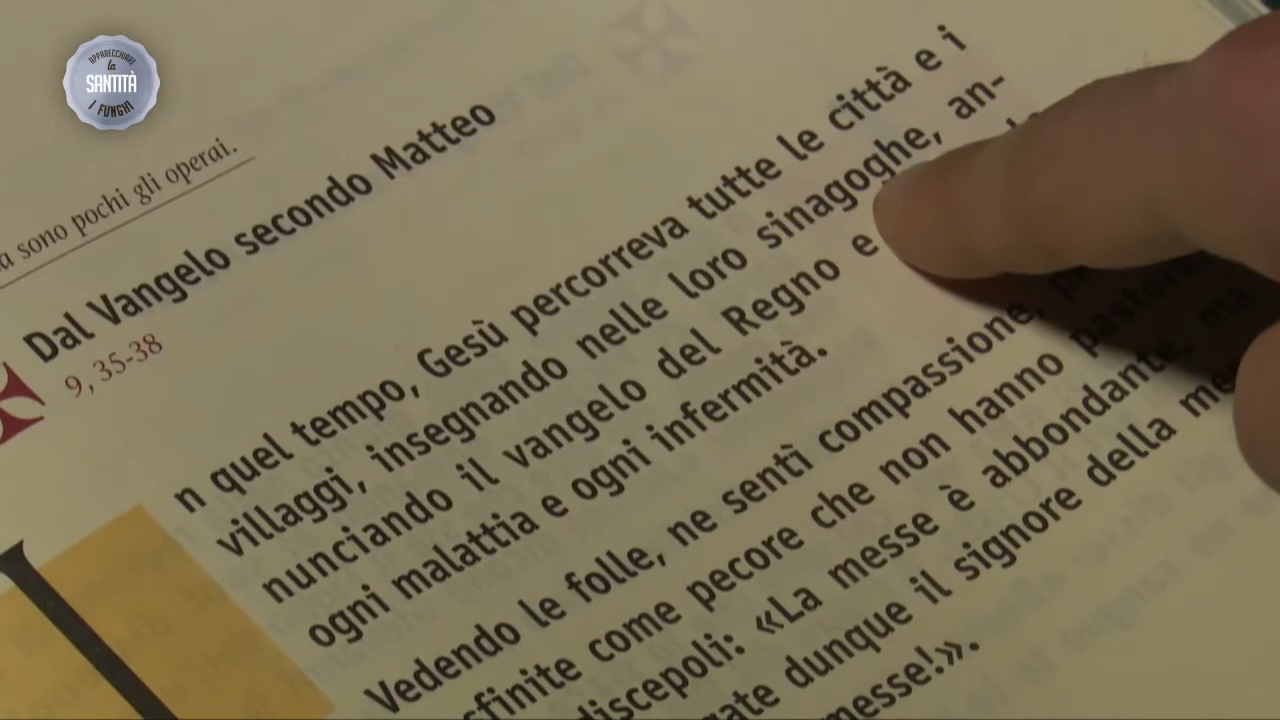 APPARECCHIARE
la
SANTITÀ
I FUNGHI
sono pochi gli operai.
Dal Vangelo secondo Matteo
9, 35-38
In quel tempo, Gesù percorreva tutte le città e i
villaggi, insegnando nelle loro sinagoghe, an-
nunciando il vangelo del Regno e
ogni malattia e ogni infermità.
Vedendo le folle, ne sentì compassione,
sfinite come pecore che non hanno pastore
discepoli: «La messe è abbondante, ma
dunque il signore della
messe!».